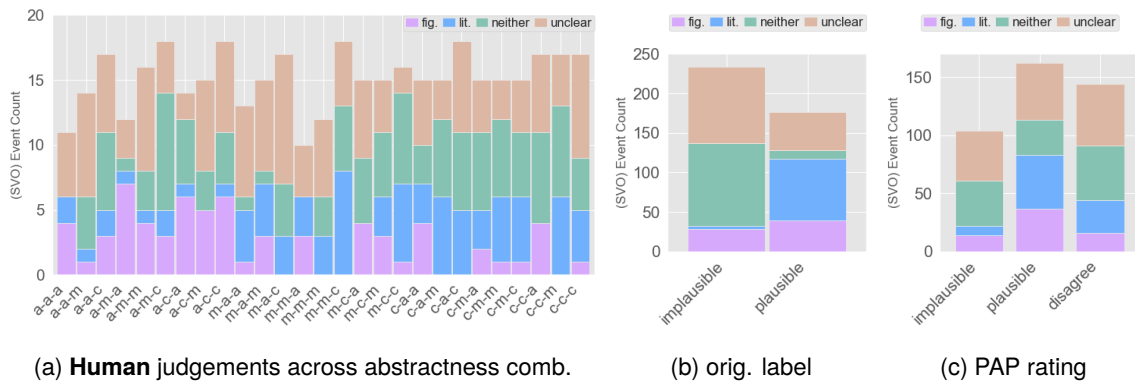 fig. lit. neither unclear
(SVO) Event Count
20
15
10
5
0
a-a-a
a-a-m
a-a-c
a-m-a
a-m-m
a-m-c
a-c-a
a-c-m
a-c-c
m-a-a
m-a-m
m-a-c
m-m-a
m-m-m
m-m-c
m-c-a
m-c-m
m-c-c
c-a-a
c-a-m
c-a-c
c-m-a
c-m-m
c-m-c
c-c-a
c-c-m
c-c-c
(a) Human judgements across abstractness comb.
fig. lit. neither unclear
(SVO) Event Count
250
200
150
100
50
0
implausible
plausible
(b) orig. label
fig. lit. neither unclear
(SVO) Event Count
150
100
50
0
implausible
plausible
disagree
(c) PAP rating